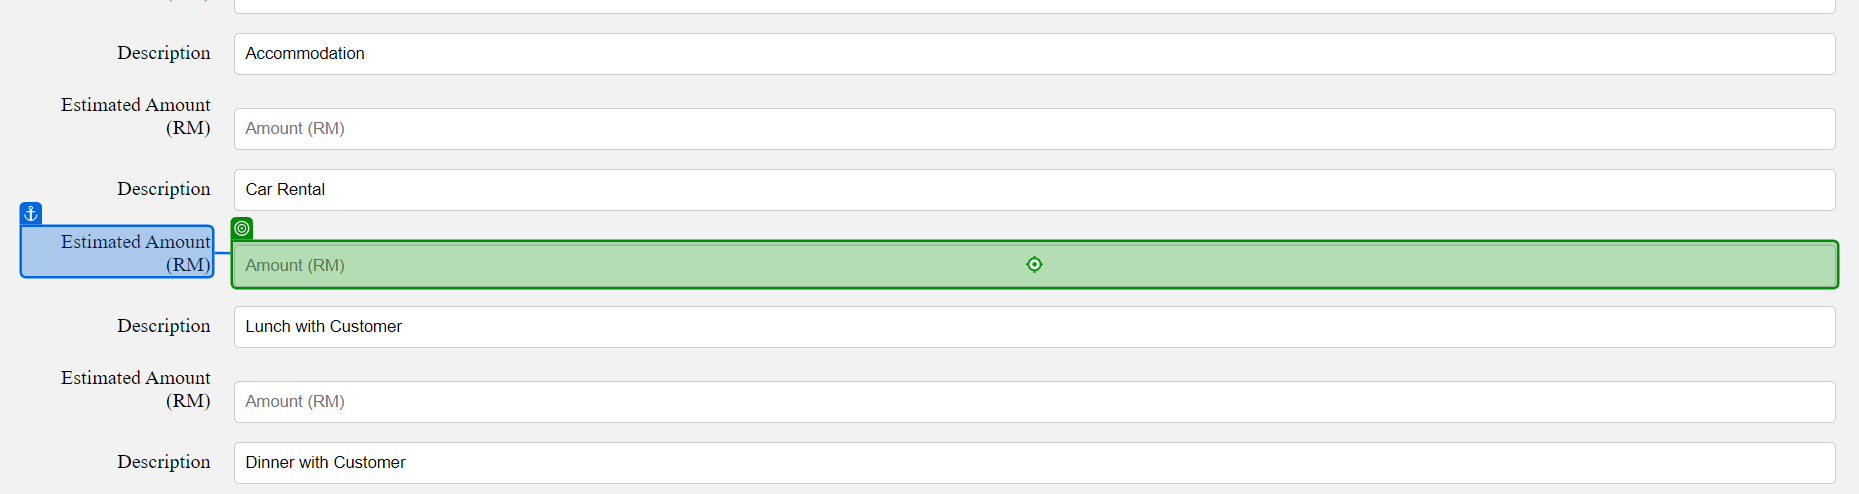 Description Accommodation
Estimated Amount
(RM) Amount (RM)
Description Car Rental
Estimated Amount
(RM) Amount (RM)
Description Lunch with Customer
Estimated Amount
(RM) Amount (RM)
Description Dinner with Customer